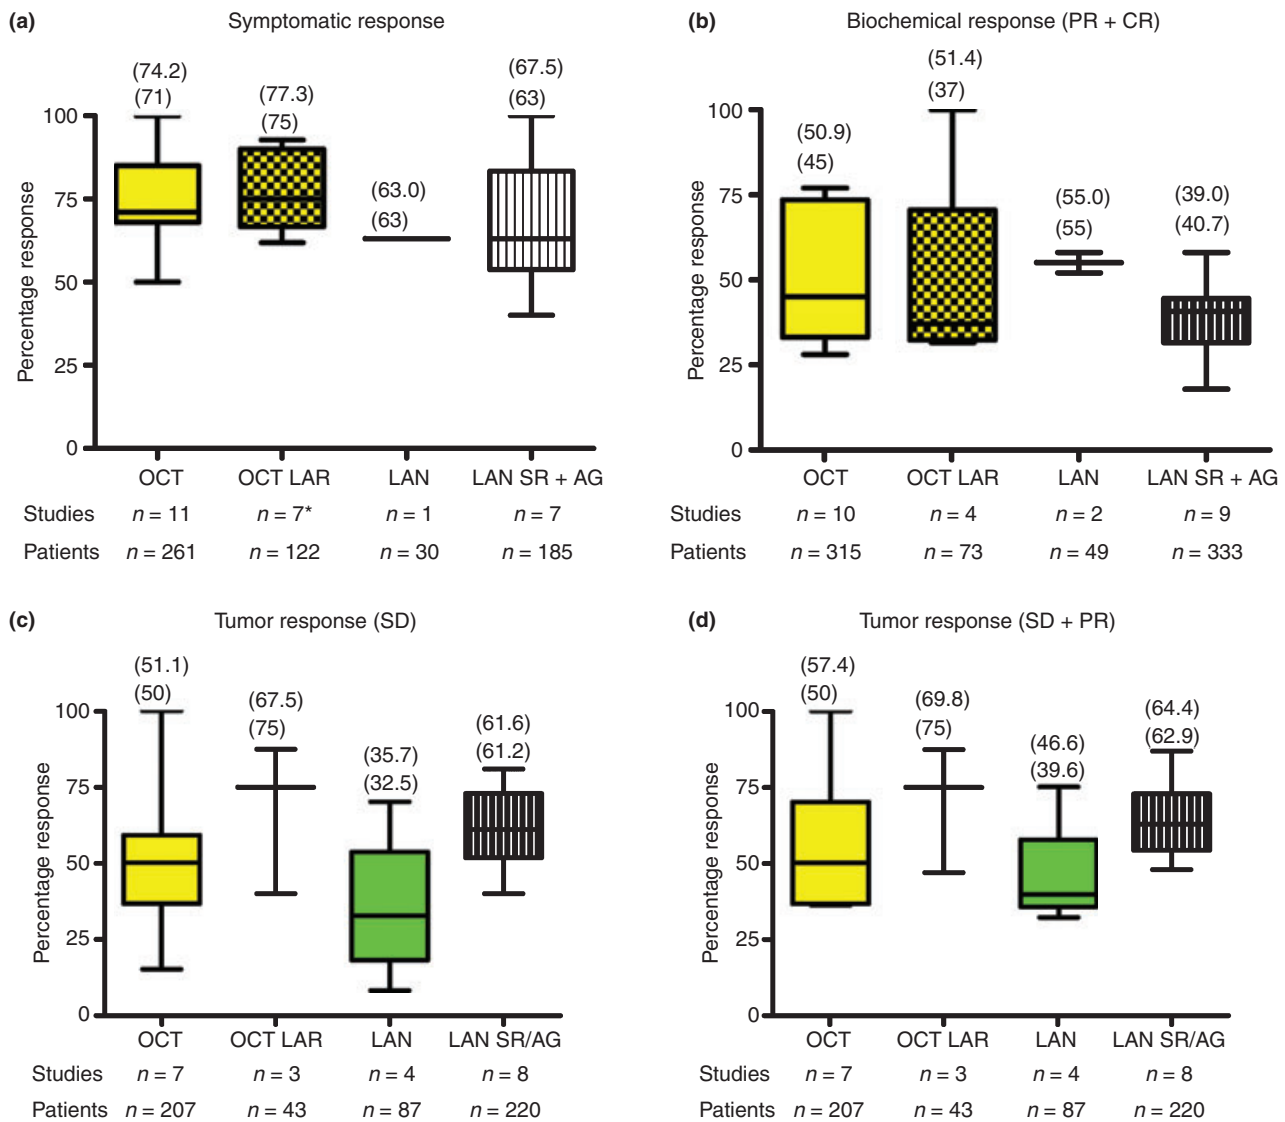 (a) Symptomatic response
(74.2)
(71)
(77.3)
(75)
(63.0)
(63)
(67.5)
(63)
Percentage response
100
75
50
25
0
OCT OCT LAR LAN LAN SR + AG
Studies n = 11 n = 7* n = 1 n = 7
Patients n = 261 n = 122 n = 30 n = 185
(b) Biochemical response (PR + CR)
(50.9)
(45)
(51.4)
(37)
(55.0)
(55)
(39.0)
(40.7)
Percentage response
100
75
50
25
0
OCT OCT LAR LAN LAN SR + AG
Studies n = 10 n = 4 n = 2 n = 9
Patients n = 315 n = 73 n = 49 n = 333
(c) Tumor response (SD)
(51.1)
(50)
(67.5)
(75)
(35.7)
(32.5)
(61.6)
(61.2)
Percentage response
100
75
50
25
0
OCT OCT LAR LAN LAN SR/AG
Studies n = 7 n = 3 n = 4 n = 8
Patients n = 207 n = 43 n = 87 n = 220
(d) Tumor response (SD + PR)
(57.4)
(50)
(69.8)
(75)
(46.6)
(39.6)
(64.4)
(62.9)
Percentage response
100
75
50
25
0
OCT OCT LAR LAN LAN SR/AG
Studies n = 7 n = 3 n = 4 n = 8
Patients n = 207 n = 43 n = 87 n = 220